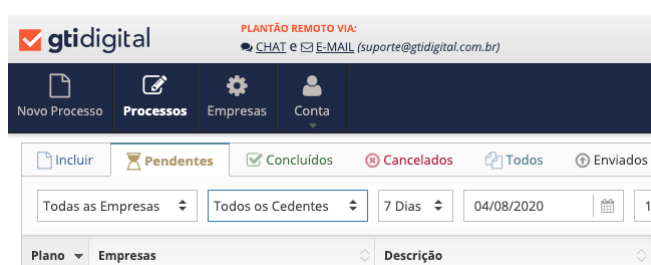 gtidigital
PLANTÃO REMOTO VIA:
CHAT e E-MAIL (suporte@gtidigital.com.br)
Novo Processo Processos Empresas Conta
Incluir Pendentes Concluídos Cancelados Todos Enviados
Todas as Empresas Todos os Cedentes 7 Dias 04/08/2020 1
Plano Empresas Descrição